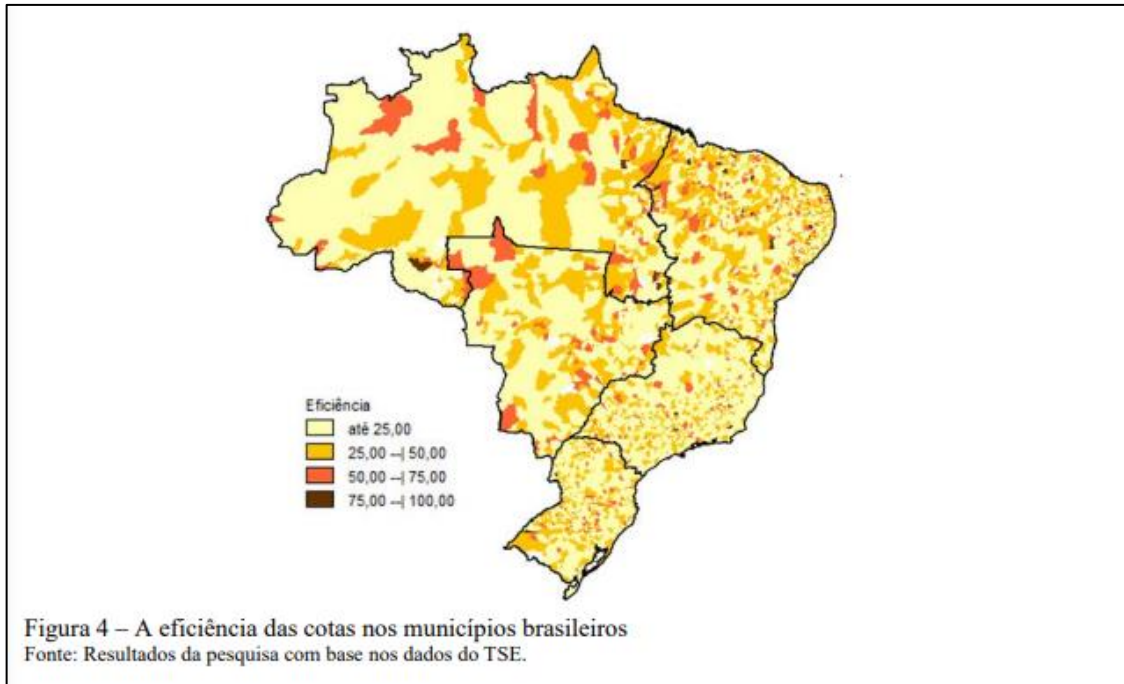 Eficiência
até 25,00
25,00 --| 50,00
50,00 --| 75,00
75,00 --| 100,00
Figura 4 – A eficiência das cotas nos municípios brasileiros
Fonte: Resultados da pesquisa com base nos dados do TSE.